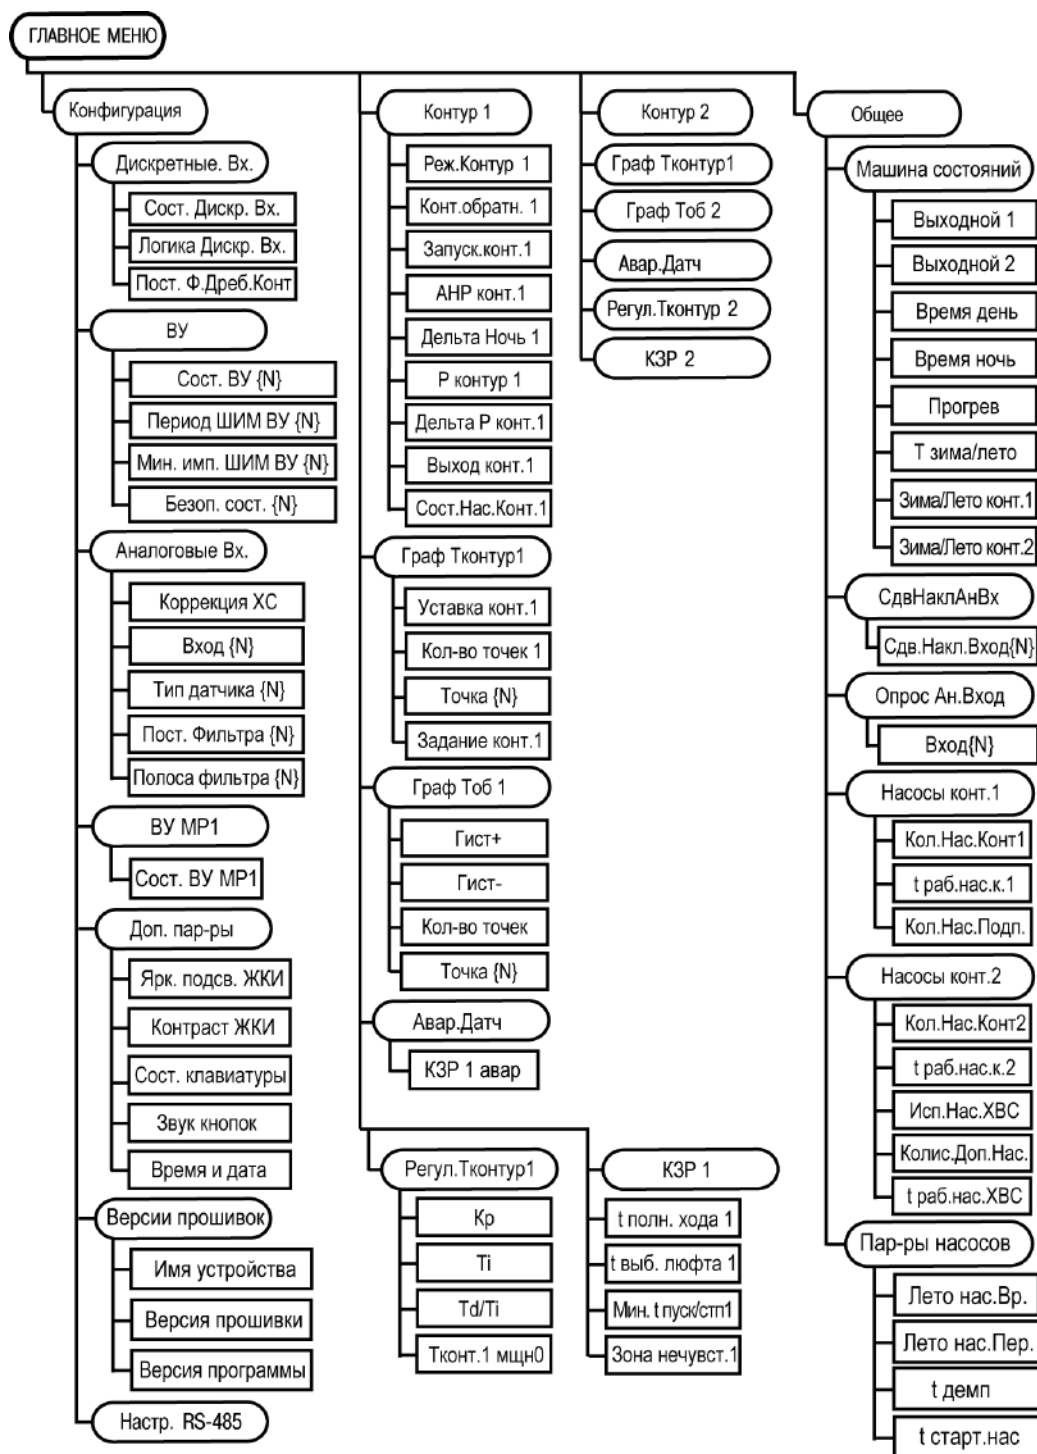 ГЛАВНОЕ МЕНЮ
Конфигурация
Дискретные. Вх.
Сост. Дискр. Вх.
Логика Дискр. Вх.
Пост. Ф.Дреб.Конт
ВУ
Сост. ВУ {N}
Период ШИМ ВУ {N}
Мин. имп. ШИМ ВУ {N}
Безоп. сост. {N}
Аналоговые Вх.
Коррекция ХС
Вход {N}
Тип датчика {N}
Пост. Фильтра {N}
Полоса фильтра {N}
ВУ МР1
Сост. ВУ МР1
Доп. пар-ры
Ярк. подсв. ЖКИ
Контраст ЖКИ
Сост. клавиатуры
Звук кнопок
Время и дата
Версии прошивок
Имя устройства
Версия прошивки
Версия программы
Настр. RS-485
Контур 1
Реж.Контур 1
Конт.обратн. 1
Запуск.конт.1
АНР конт.1
Дельта Ночь 1
Р контур 1
Дельта Р конт.1
Выход конт.1
Сост.Нас.Конт.1
Граф Тконтур1
Уставка конт.1
Кол-во точек 1
Точка {N}
Задание конт.1
Граф Тоб 1
Гист+
Гист-
Кол-во точек
Точка {N}
Авар.Датч
КЗР 1 авар
Регул.Тконтур1
Кр
Ti
Td/Ti
Тконт.1 мщн0
КЗР 1
t полн. хода 1
t выб. люфта 1
Мин. t пуск/стп1
Зона нечувст.1
Контур 2
Граф Тконтур1
Граф Тоб 2
Авар.Датч
Регул.Тконтур 2
КЗР 2
Общее
Машина состояний
Выходной 1
Выходной 2
Время день
Время ночь
Прогрев
Т зима/лето
Зима/Лето конт.1
Зима/Лето конт.2
СдвНаклАнВх
Сдв.Накл.Вход{N}
Опрос Ан.Вход
Вход{N}
Насосы конт.1
Кол.Нас.Конт1
t раб.нас.к.1
Кол.Нас.Подп.
Насосы конт.2
Кол.Нас.Конт2
t раб.нас.к.2
Исп.Нас.ХВС
Колис.Доп.Нас.
t раб.нас.ХВС
Пар-ры насосов
Лето нас.Вр.
Лето нас.Пер.
t демп
t старт.нас